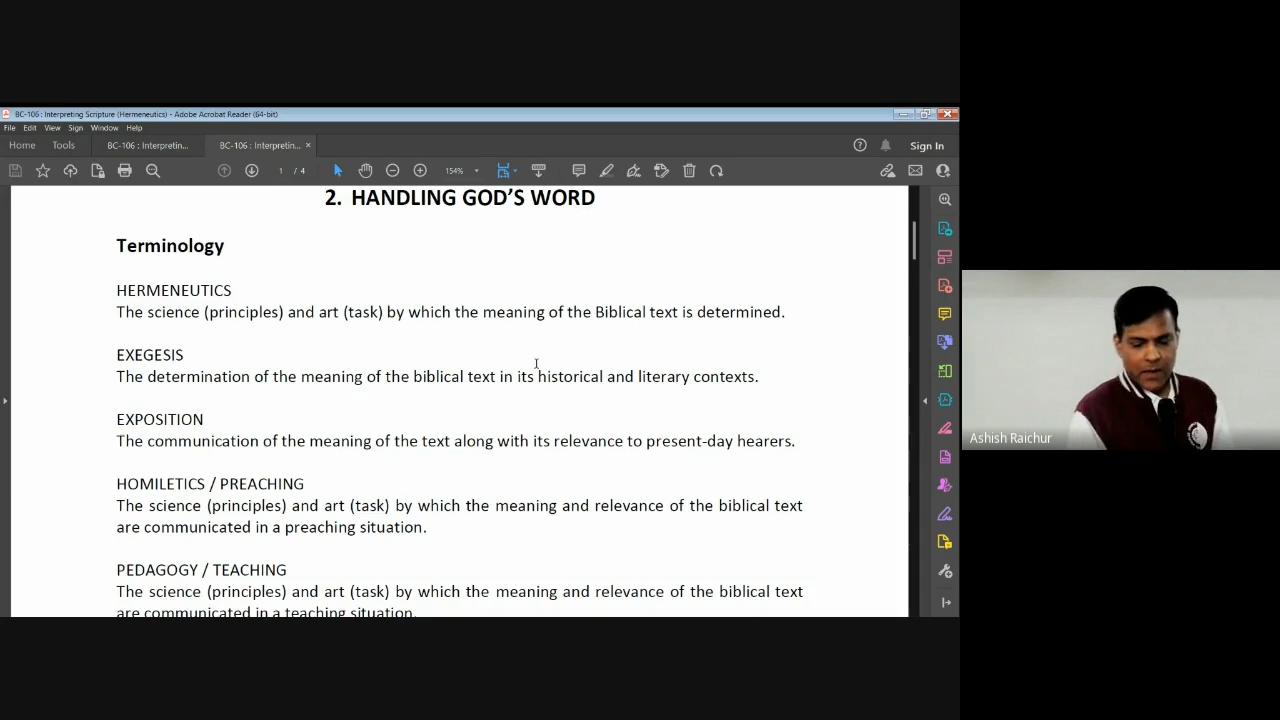 BC-106 : Interpreting Scripture (Hermeneutics) - Adobe Acrobat Reader (64-bit)
File Edit View Sign Window Help
Home Tools BC-106 : Interpretin... BC-106 : Interpretin... × Sign In
1 / 4 154%
2. HANDLING GOD'S WORD
Terminology
HERMENEUTICS
The science (principles) and art (task) by which the meaning of the Biblical text is determined.
EXEGESIS
The determination of the meaning of the biblical text in its historical and literary contexts.
EXPOSITION
The communication of the meaning of the text along with its relevance to present-day hearers.
HOMILETICS / PREACHING
The science (principles) and art (task) by which the meaning and relevance of the biblical text
are communicated in a preaching situation.
PEDAGOGY / TEACHING
The science (principles) and art (task) by which the meaning and relevance of the biblical text
are communicated in a teaching situation.
Ashish Raichur